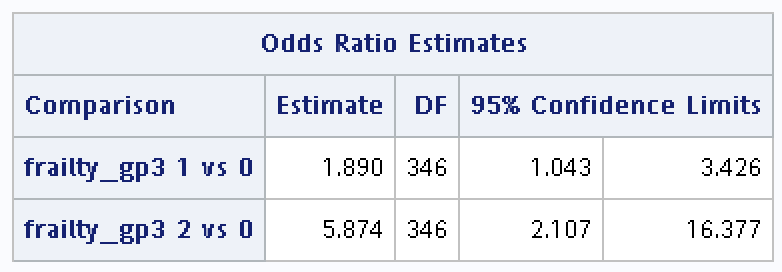 Odds Ratio Estimates
Comparison Estimate DF 95% Confidence Limits
frailty_gp3 1 vs 0 1.890 346 1.043 3.426
frailty_gp3 2 vs 0 5.874 346 2.107 16.377